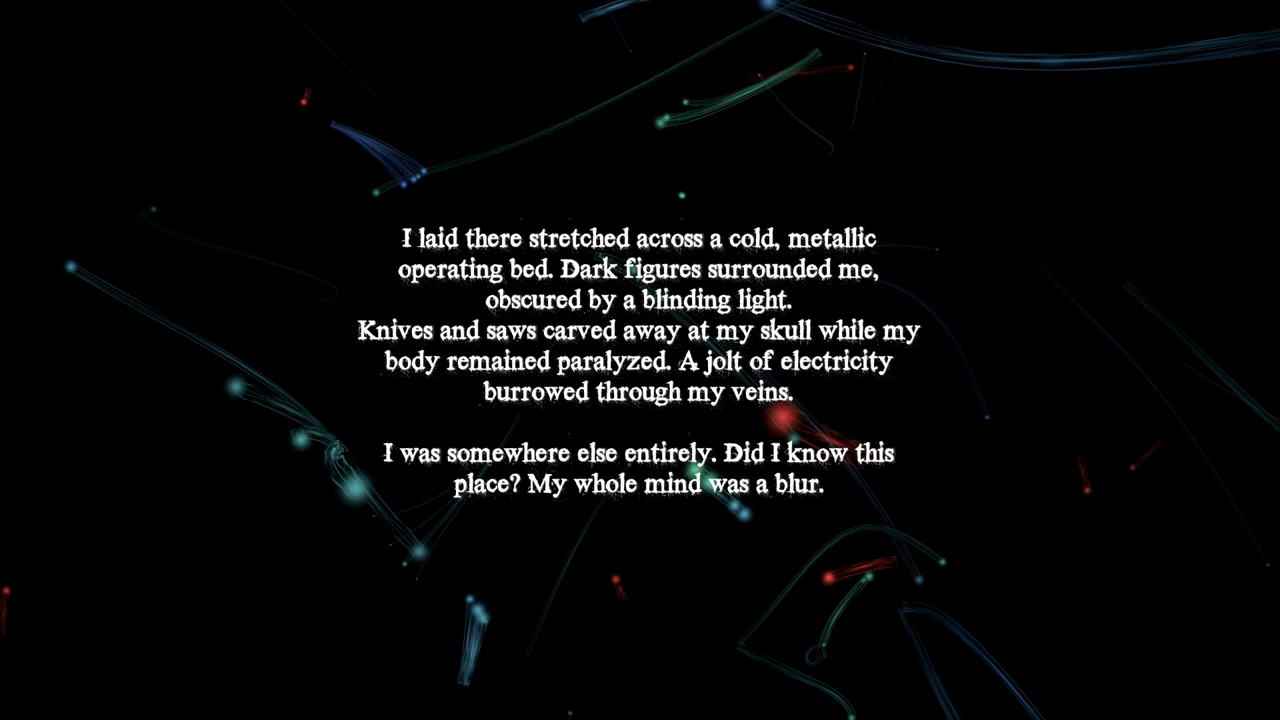 I laid there stretched across a cold, metallic
operating bed. Dark figures surrounded me,
obscured by a blinding light.
Knives and saws carved away at my skull while my
body remained paralyzed. A jolt of electricity
burrowed through my veins.
I was somewhere else entirely. Did I know this
place? My whole mind was a blur.